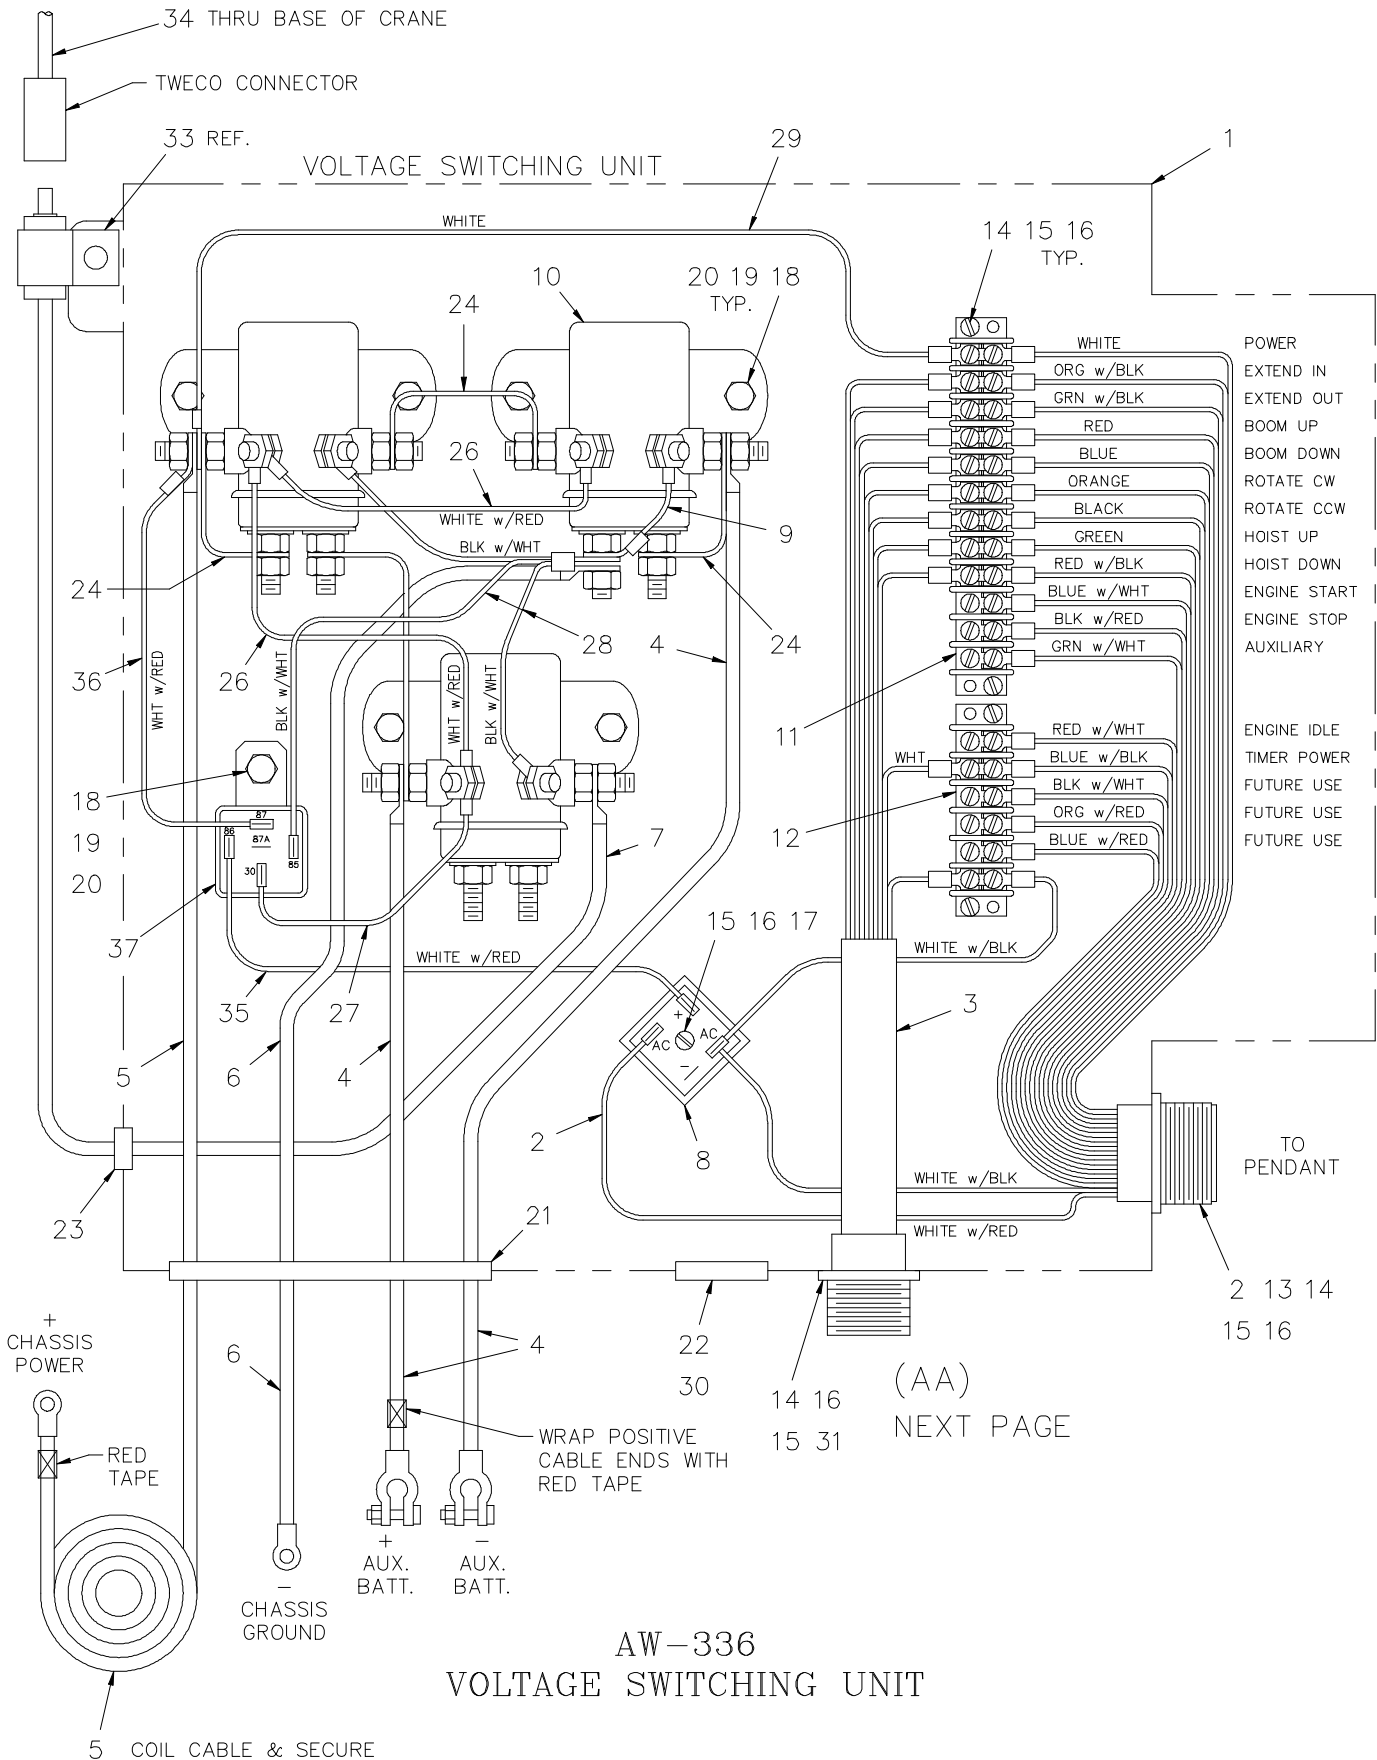 34 THRU BASE OF CRANE
TWECO CONNECTOR
33 REF.
VOLTAGE SWITCHING UNIT
29
1
WHITE
14 15 16
TYP.
10
20 19 18
TYP.
24
24
26
WHITE w/RED
BLK w/WHT
9
24
24
26
28
4
36
WHT w/RED
BLK w/WHT
WHT w/RED
BLK w/WHT
WHITE POWER
ORG w/BLK EXTEND IN
GRN w/BLK EXTEND OUT
RED BOOM UP
BLUE BOOM DOWN
ORANGE ROTATE CW
BLACK ROTATE CCW
GREEN HOIST UP
RED w/BLK HOIST DOWN
BLUE w/WHT ENGINE START
BLK w/RED ENGINE STOP
GRN w/WHT AUXILIARY
11
RED w/WHT ENGINE IDLE
WHT BLUE w/BLK TIMER POWER
BLK w/WHT FUTURE USE
ORG w/RED FUTURE USE
BLUE w/RED FUTURE USE
12
18
19
20
87
86
87A
85
30
7
37
15 16 17
WHITE w/RED
WHITE w/BLK
35
27
3
+
AC
AC
-
5
6
4
2
8
WHITE w/BLK
WHITE w/RED
TO
PENDANT
23
21
2 13 14
15 16
+
CHASSIS
POWER
6
4
22
30
14 16
15 31
(AA)
NEXT PAGE
RED
TAPE
WRAP POSITIVE
CABLE ENDS WITH
RED TAPE
+
AUX.
BATT.
-
AUX.
BATT.
-
CHASSIS
GROUND
AW-336
VOLTAGE SWITCHING UNIT
5 COIL CABLE & SECURE